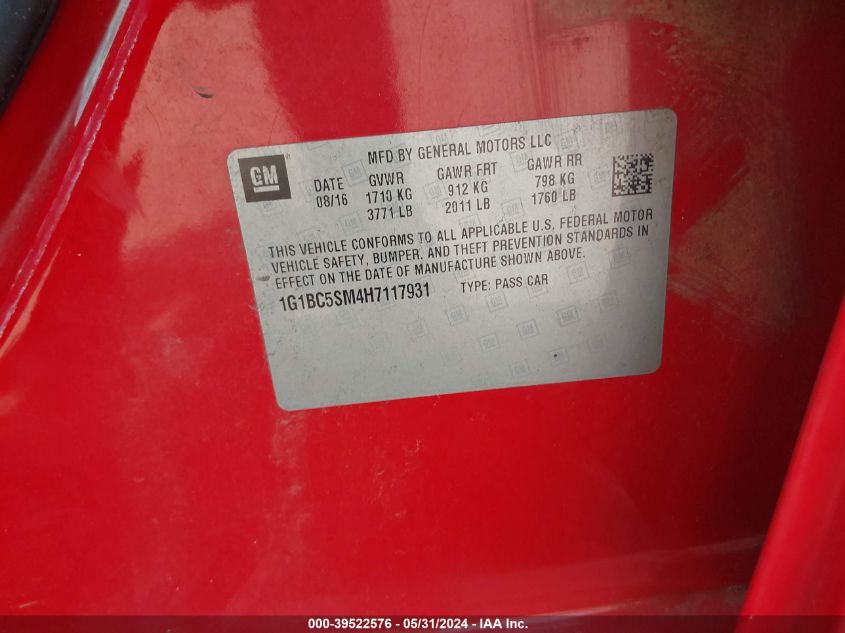 MFD BY GENERAL MOTORS LLC
GM
DATE GVWR GAWR FRT GAWR RR
08/16 1710 KG 912 KG 798 KG
3771 LB 2011 LB 1760 LB
THIS VEHICLE CONFORMS TO ALL APPLICABLE U.S. FEDERAL MOTOR
VEHICLE SAFETY, BUMPER, AND THEFT PREVENTION STANDARDS IN
EFFECT ON THE DATE OF MANUFACTURE SHOWN ABOVE.
1G1BC5SM4H7117931 TYPE: PASS CAR
000-39522576 - 05/31/2024 - IAA Inc.